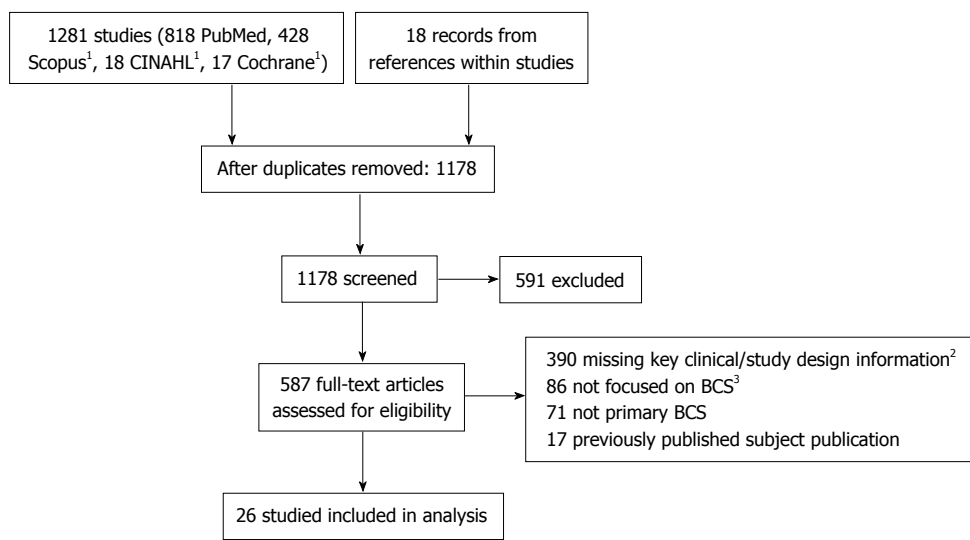 1281 studies (818 PubMed, 428
Scopus¹, 18 CINAHL¹, 17 Cochrane¹)
18 records from
references within studies
After duplicates removed: 1178
1178 screened
591 excluded
587 full-text articles
assessed for eligibility
390 missing key clinical/study design information²
86 not focused on BCS³
71 not primary BCS
17 previously published subject publication
26 studied included in analysis